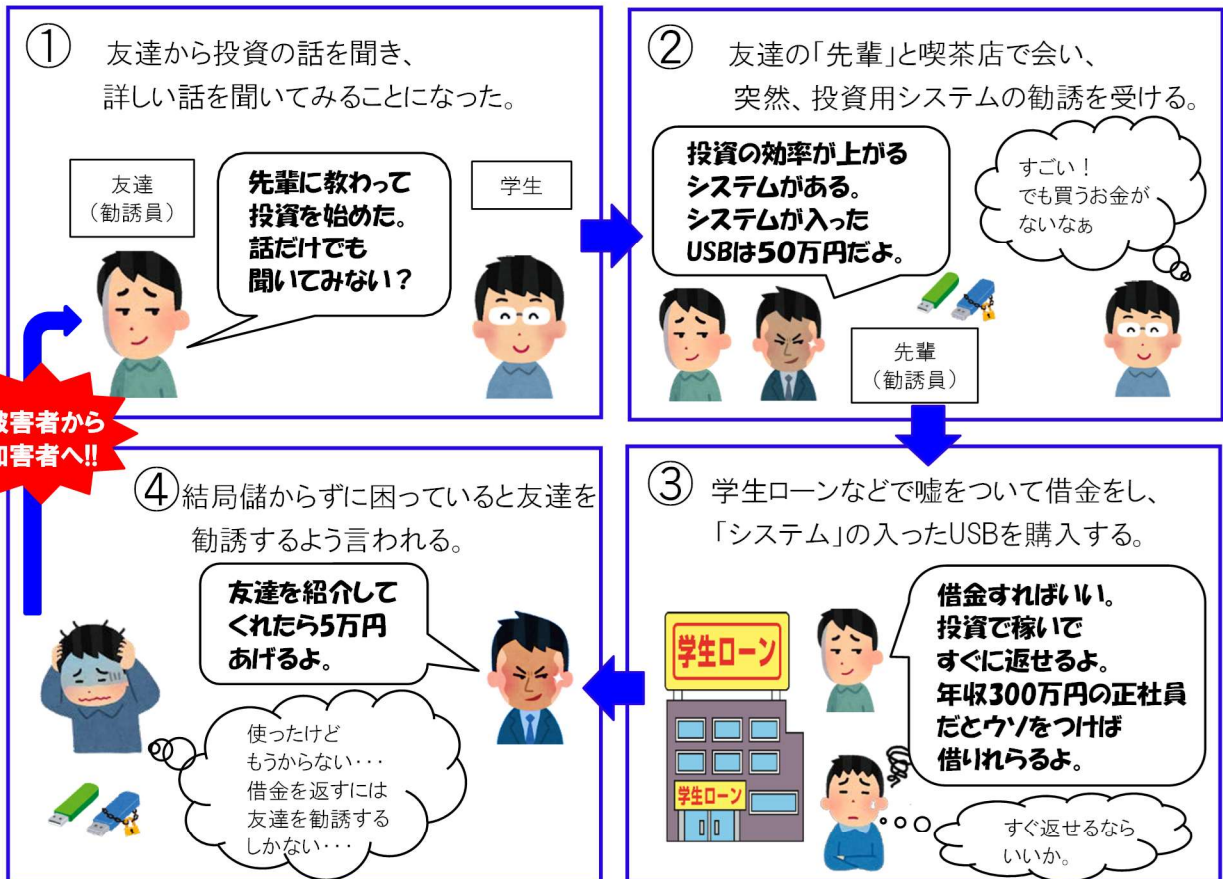 ①
友達から投資の話を聞き、
詳しい話を聞いてみることになった。
友達
（勧誘員）
先輩に教わって
投資を始めた。
話だけでも
聞いてみない？
学生
②
友達の「先輩」と喫茶店で会い、
突然、投資用システムの勧誘を受ける。
投資の効率が上がる
システムがある。
システムが入った
USBは50万円だよ。
すごい！
でも買うお金が
ないなぁ
先輩
（勧誘員）
③
学生ローンなどで嘘をついて借金をし、
「システム」の入ったUSBを購入する。
学生ローン
学生ローン
借金すればいい。
投資で稼いで
すぐに返せるよ。
年収300万円の正社員
だとウソをつけば
借りれらるよ。
すぐ返せるなら
いいか。
④
結局儲からずに困っていると友達を
勧誘するよう言われる。
友達を紹介して
くれたら5万円
あげるよ。
使ったけど
もうからない・・・
借金を返すには
友達を勧誘する
しかない・・・
被害者から
加害者へ!!